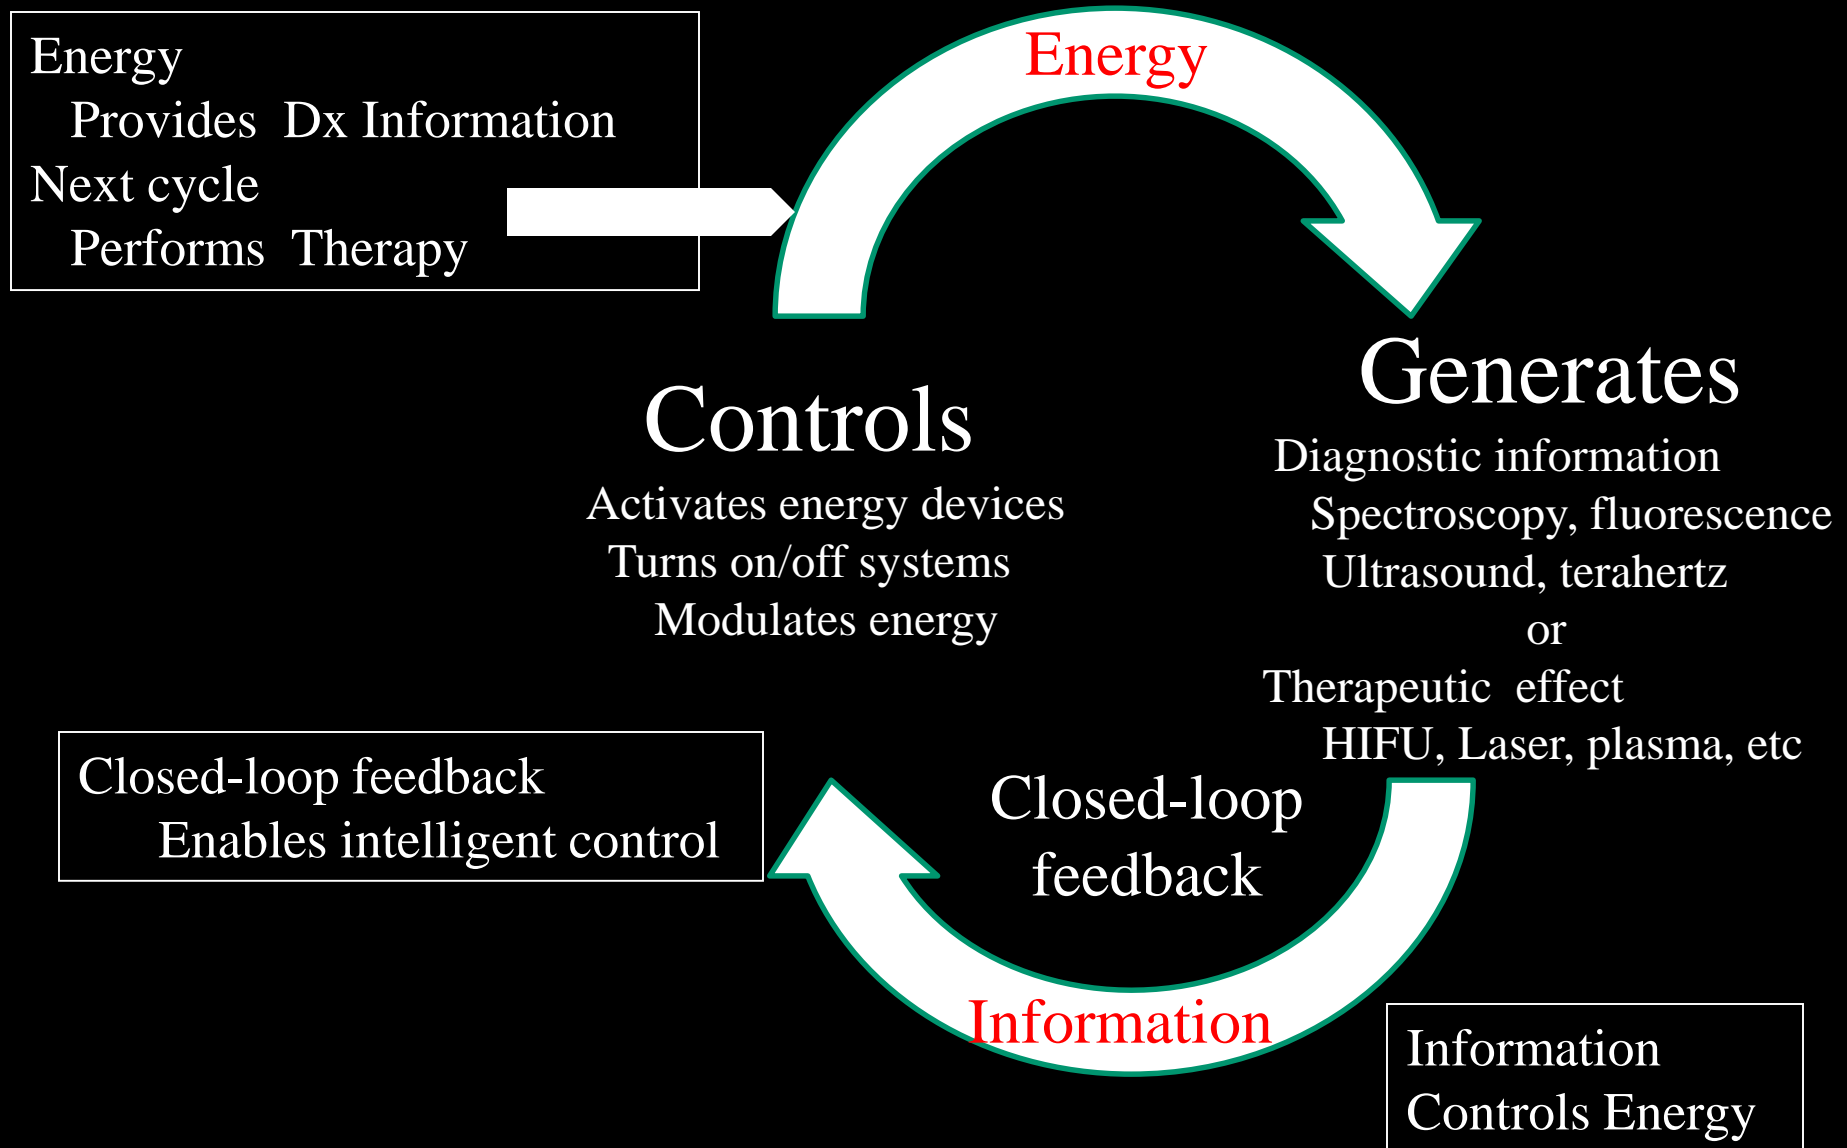 Energy
Provides Dx Information
Next cycle
Performs Therapy
Energy
Generates
Diagnostic information
Spectroscopy, fluorescence
Ultrasound, terahertz
or
Therapeutic effect
HIFU, Laser, plasma, etc
Controls
Activates energy devices
Turns on/off systems
Modulates energy
Closed-loop
feedback
Closed-loop feedback
Enables intelligent control
Information
Information
Controls Energy